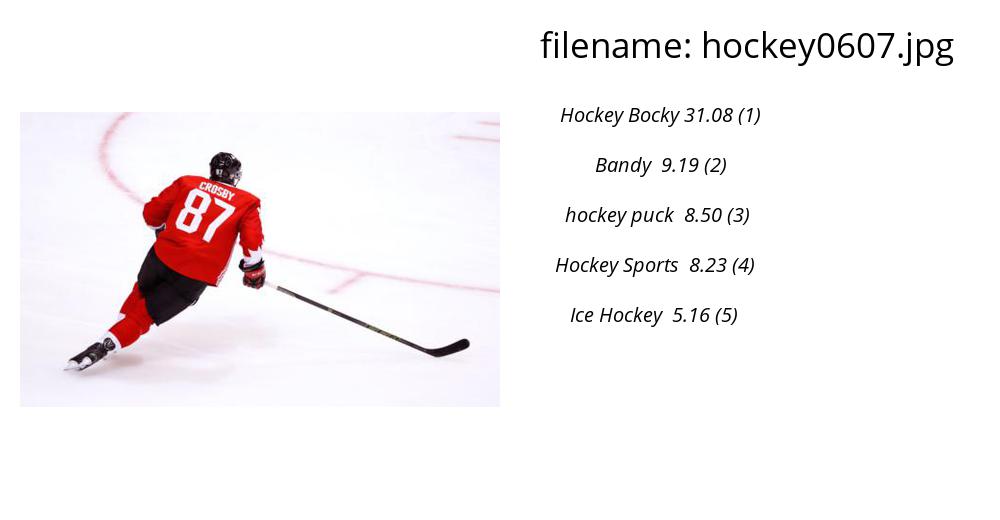 filename: hockey0607.jpg
Hockey Bocky 31.08 (1)
Bandy 9.19 (2)
hockey puck 8.50 (3)
Hockey Sports 8.23 (4)
Ice Hockey 5.16 (5)
87
CROSBY
87